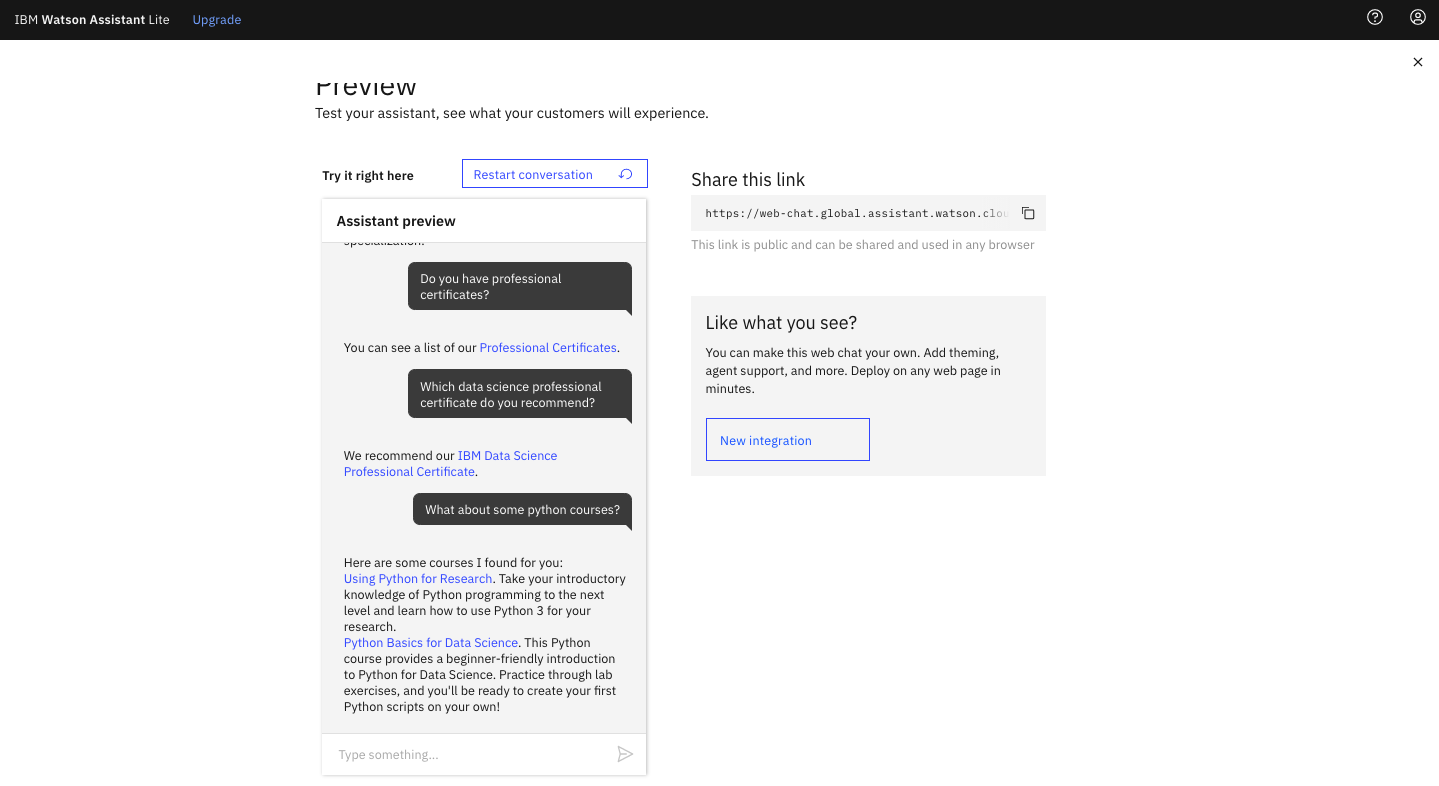 IBM Watson Assistant Lite Upgrade
Preview
Test your assistant, see what your customers will experience.
Try it right here
Restart conversation
Assistant preview
specialization.
Do you have professional
certificates?
You can see a list of our Professional Certificates.
Which data science professional
certificate do you recommend?
We recommend our IBM Data Science
Professional Certificate.
What about some python courses?
Here are some courses I found for you:
Using Python for Research. Take your introductory
knowledge of Python programming to the next
level and learn how to use Python 3 for your
research.
Python Basics for Data Science. This Python
course provides a beginner-friendly introduction
to Python for Data Science. Practice through lab
exercises, and you'll be ready to create your first
Python scripts on your own!
Type something...
Share this link
https://web-chat.global.assistant.watson.clou
This link is public and can be shared and used in any browser
Like what you see?
You can make this web chat your own. Add theming,
agent support, and more. Deploy on any web page in
minutes.
New integration